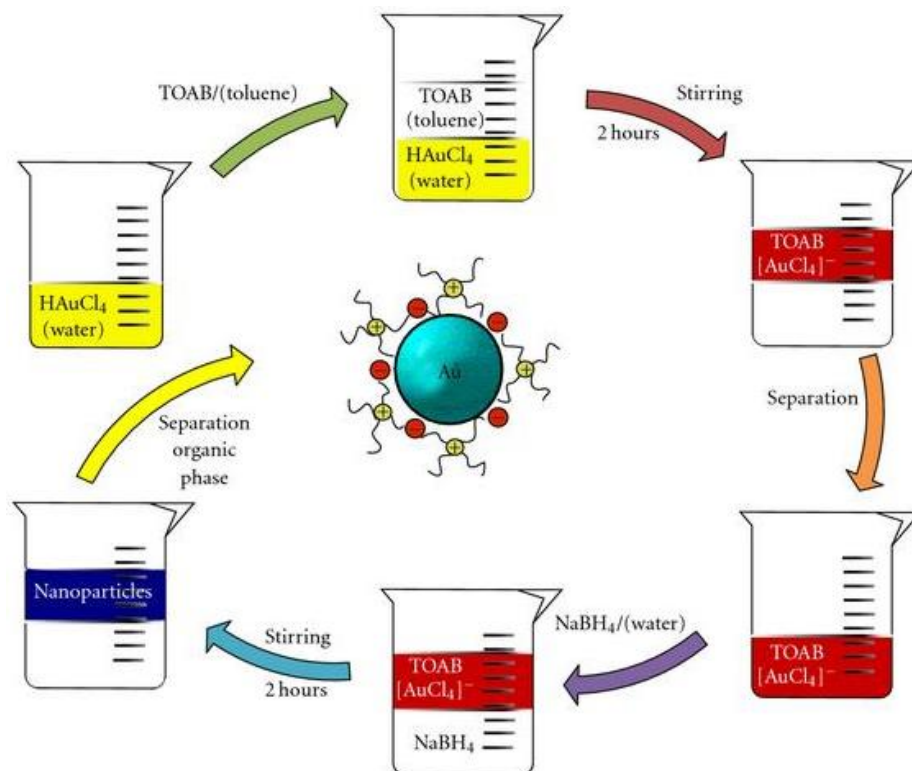 TOAB/(toluene)
TOAB
(toluene)
HAuCl₄
(water)
Stirring
2 hours
HAuCl₄
(water)
TOAB
[AuCl₄]⁻
+
−
−
+
+
Au
−
+
+
−
−
+
Separation
Separation
organic
phase
Nanoparticles
Stirring
2 hours
TOAB
[AuCl₄]⁻
NaBH₄
NaBH₄/(water)
TOAB
[AuCl₄]⁻